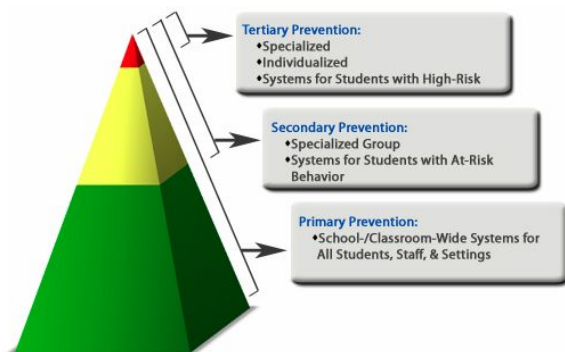 Tertiary Prevention:
♦Specialized
♦Individualized
♦Systems for Students with High-Risk
Secondary Prevention:
♦Specialized Group
♦Systems for Students with At-Risk
Behavior
Primary Prevention:
♦School-/Classroom-Wide Systems for
All Students, Staff, & Settings